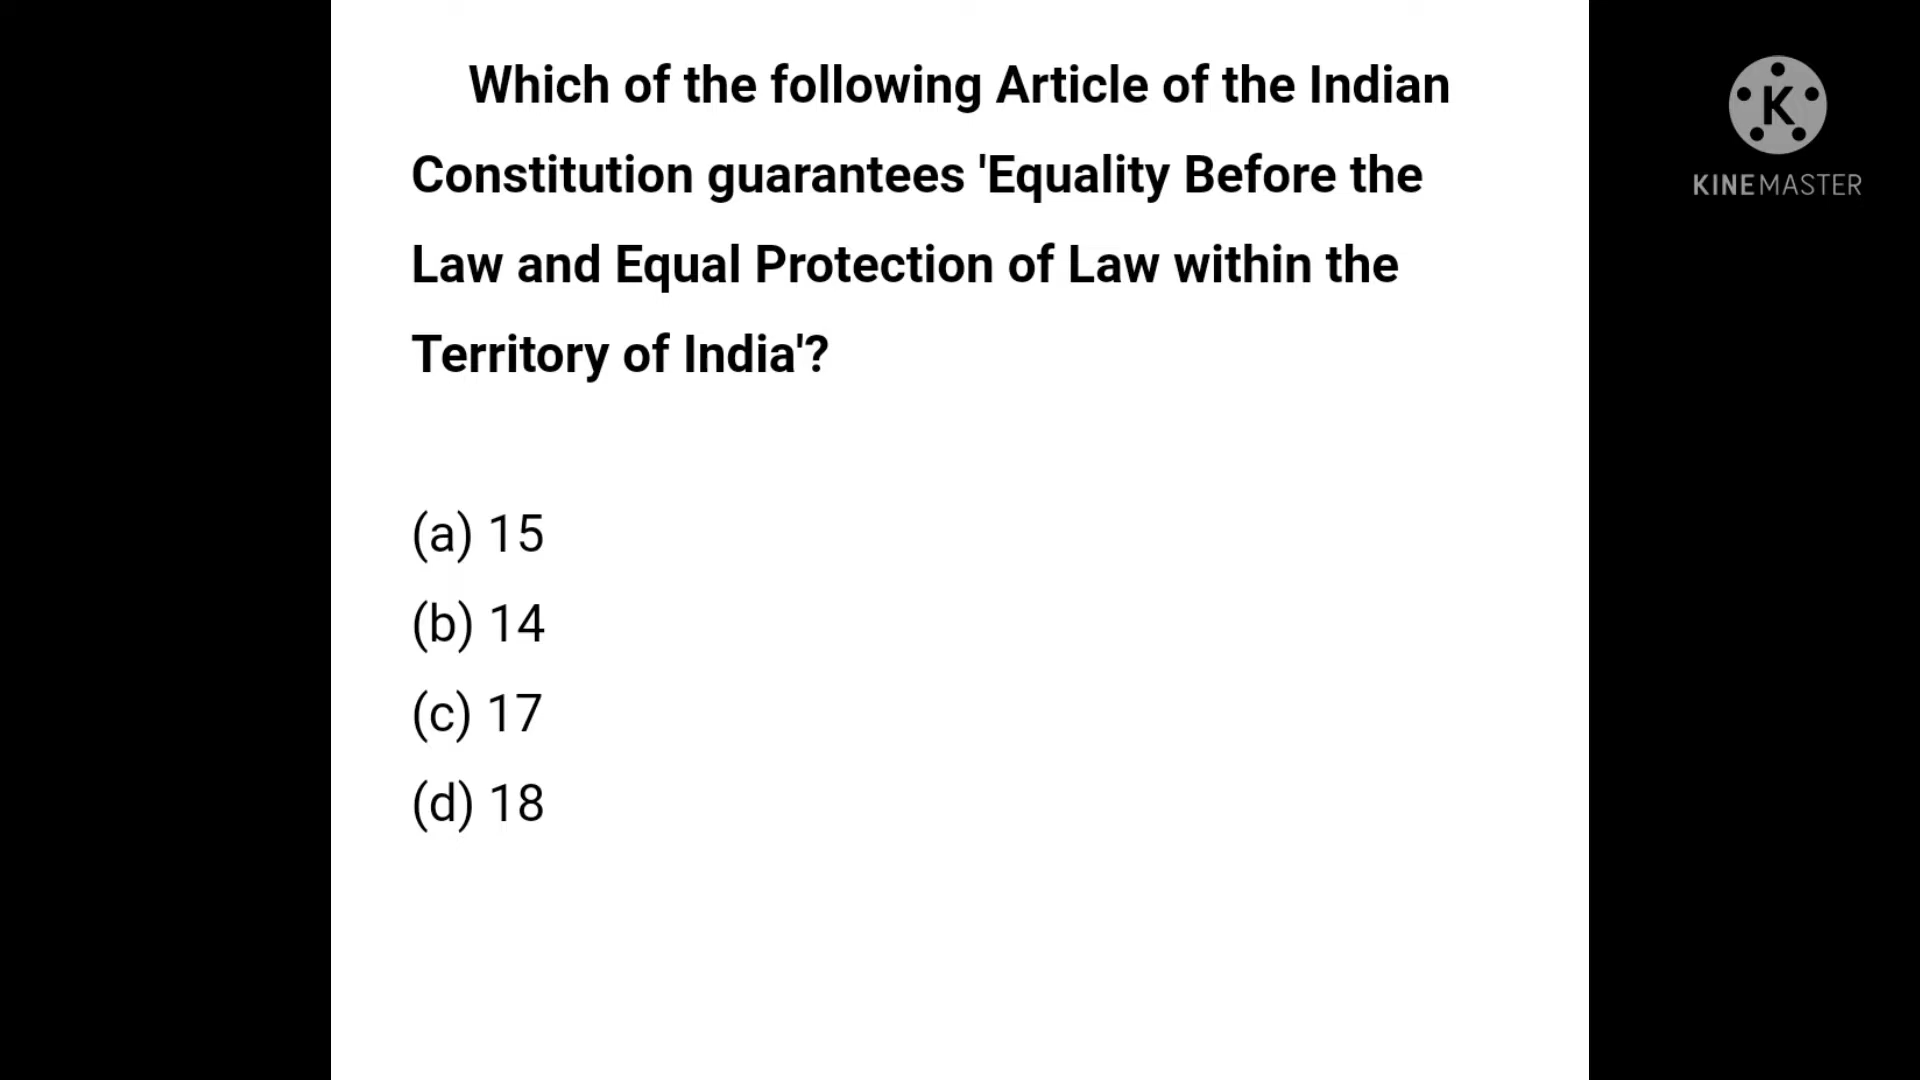 Which of the following Article of the Indian
Constitution guarantees 'Equality Before the
Law and Equal Protection of Law within the
Territory of India'?
(a) 15
(b) 14
(c) 17
(d) 18
K
KINEMASTER